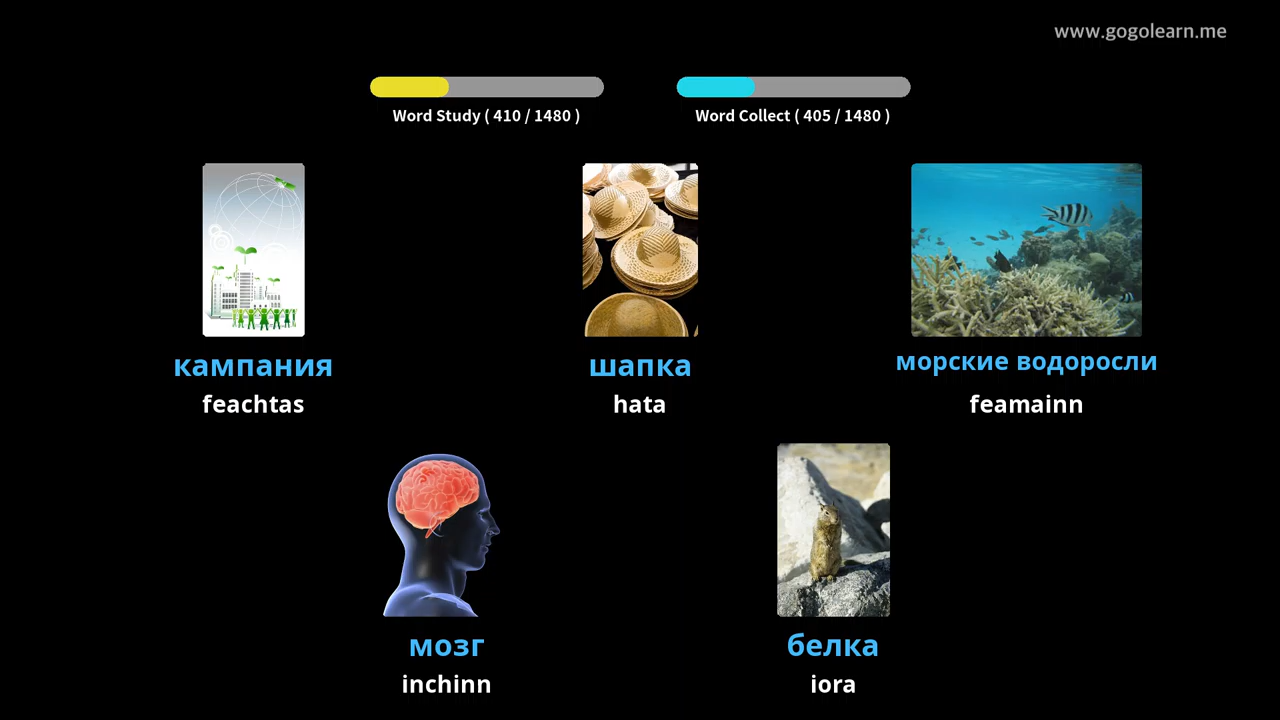 www.gogolearn.me
Word Study ( 410 / 1480 )
Word Collect ( 405 / 1480 )
кампания
feachtas
шапка
hata
морские водоросли
feamainn
мозг
inchinn
белка
iora